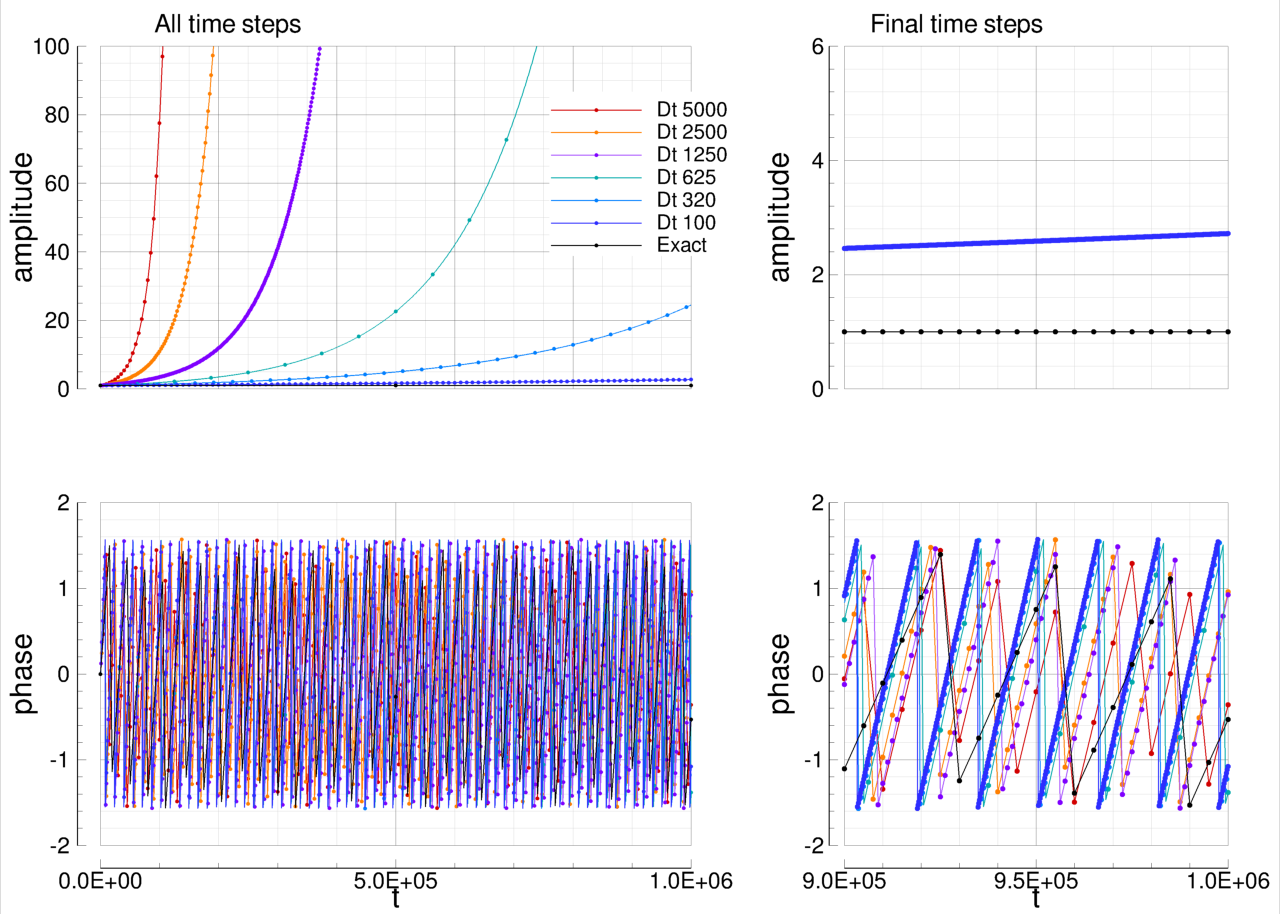 All time steps
Final time steps
100
80
60
40
20
0
amplitude
Dt 5000
Dt 2500
Dt 1250
Dt 625
Dt 320
Dt 100
Exact
6
4
2
0
amplitude
2
1
0
-1
-2
phase
0.0E+00
5.0E+05
1.0E+06
t
2
1
0
-1
-2
phase
9.0E+05
9.5E+05
1.0E+06
t